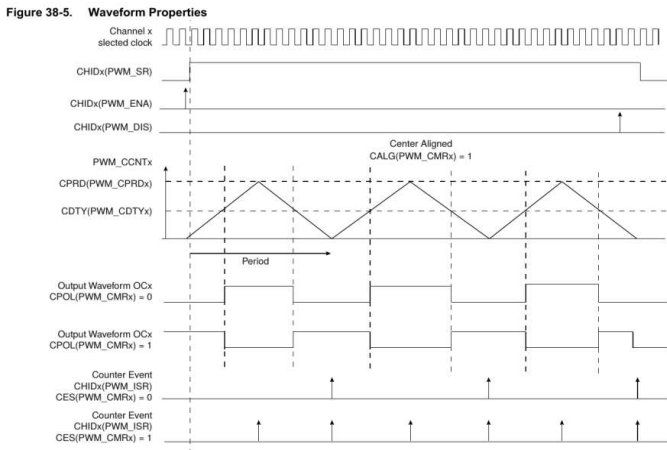 Figure 38-5. Waveform Properties
Channel x
slected clock
CHIDx(PWM_SR)
CHIDx(PWM_ENA)
CHIDx(PWM_DIS)
Center Aligned
CALG(PWM_CMRx) = 1
PWM_CCNTx
CPRD(PWM_CPRDx)
CDTY(PWM_CDTYx)
Period
Output Waveform OCx
CPOL(PWM_CMRx) = 0
Output Waveform OCx
CPOL(PWM_CMRx) = 1
Counter Event
CHIDx(PWM_ISR)
CES(PWM_CMRx) = 0
Counter Event
CHIDx(PWM_ISR)
CES(PWM_CMRx) = 1